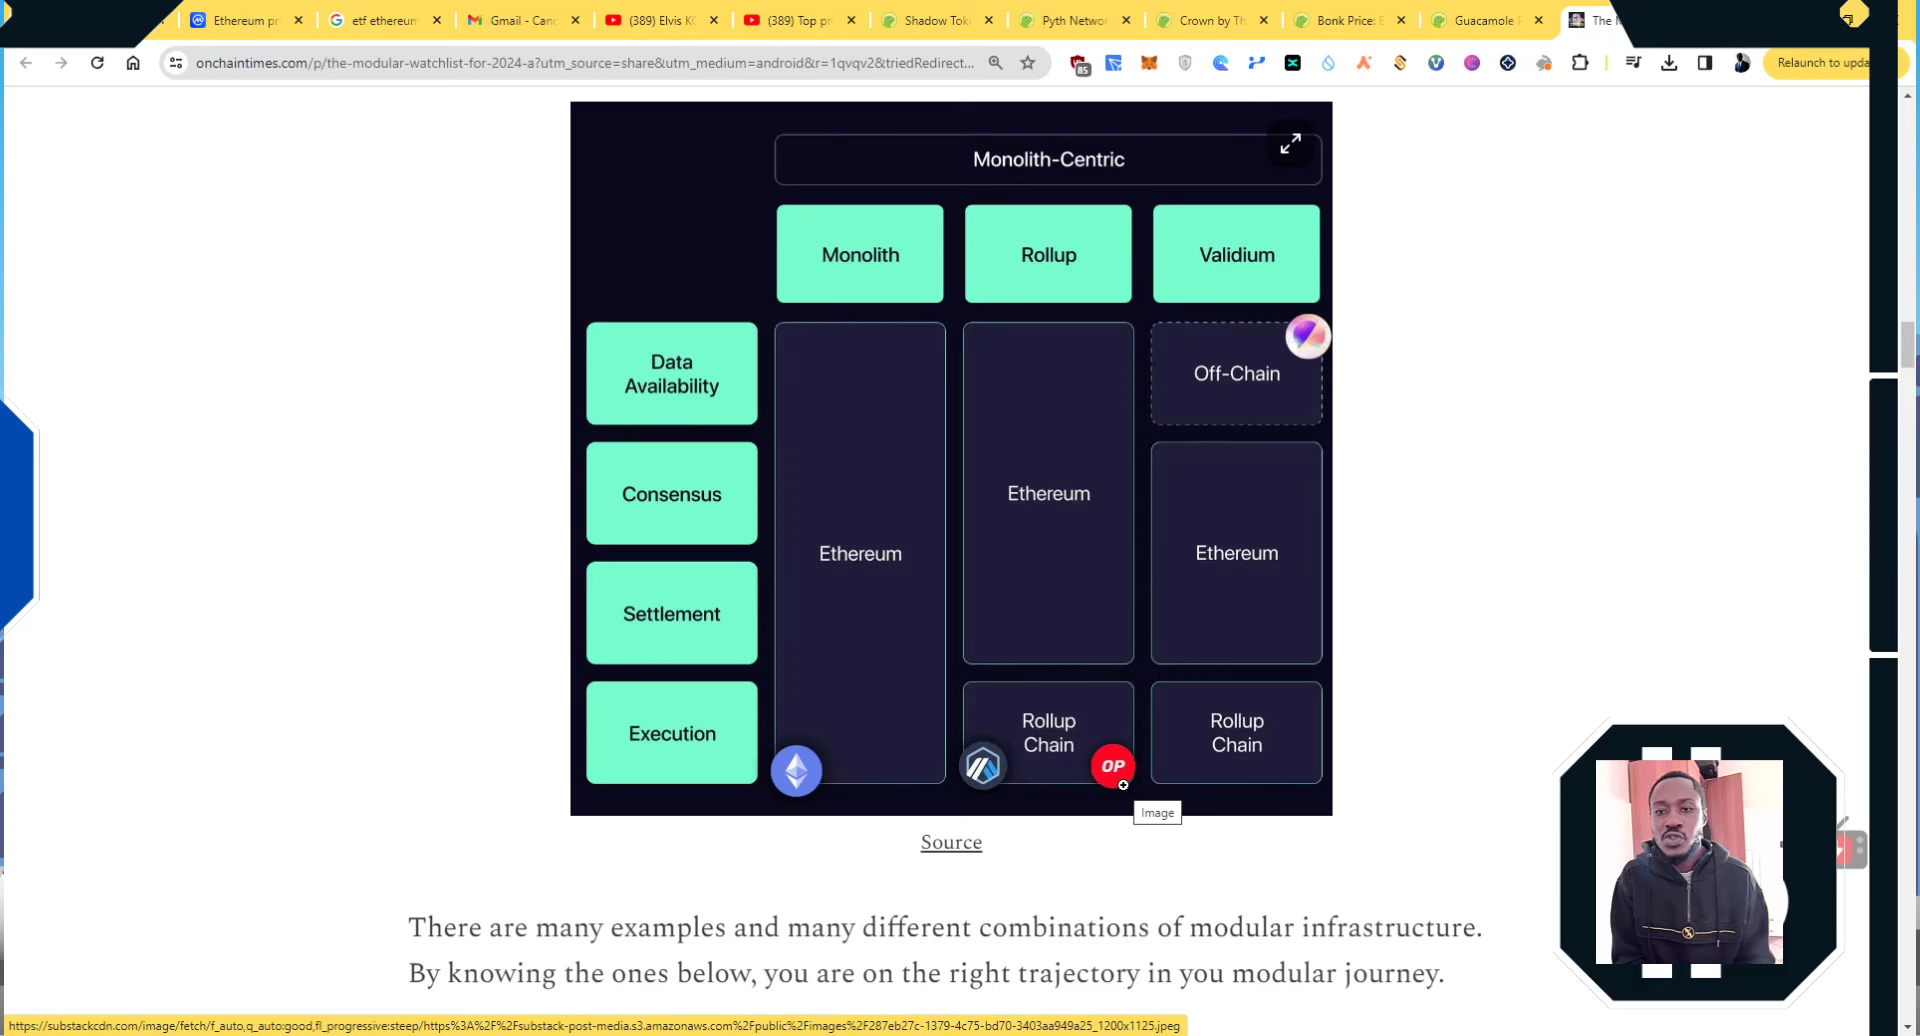 Ethereum pri
etf ethereum
Gmail - Canc
(389) Elvis K
(389) Top pr
Shadow Tok
Pyth Networ
Crown by Th
Bonk Price:
Guacamole
onchaintimes.com/p/the-modular-watchlist-for-2024-a?utm_source=share&utm_medium=android&r=1qvqv2&triedRedirect...
85
Relaunch to upda
Monolith-Centric
Monolith
Rollup
Validium
Data
Availability
Off-Chain
Consensus
Ethereum
Ethereum
Ethereum
Settlement
Execution
Rollup
Chain
Rollup
Chain
OP
Image
Source
There are many examples and many different combinations of modular infrastructure.
By knowing the ones below, you are on the right trajectory in you modular journey.
https://substackcdn.com/image/fetch/f_auto,q_auto:good,fl_progressive:steep/https%3A%2F%2Fsubstack-post-media.s3.amazonaws.com%2Fpublic%2Fimages%2F287eb27c-1379-4c75-bd70-3403aa949a25_1200x1125.jpeg